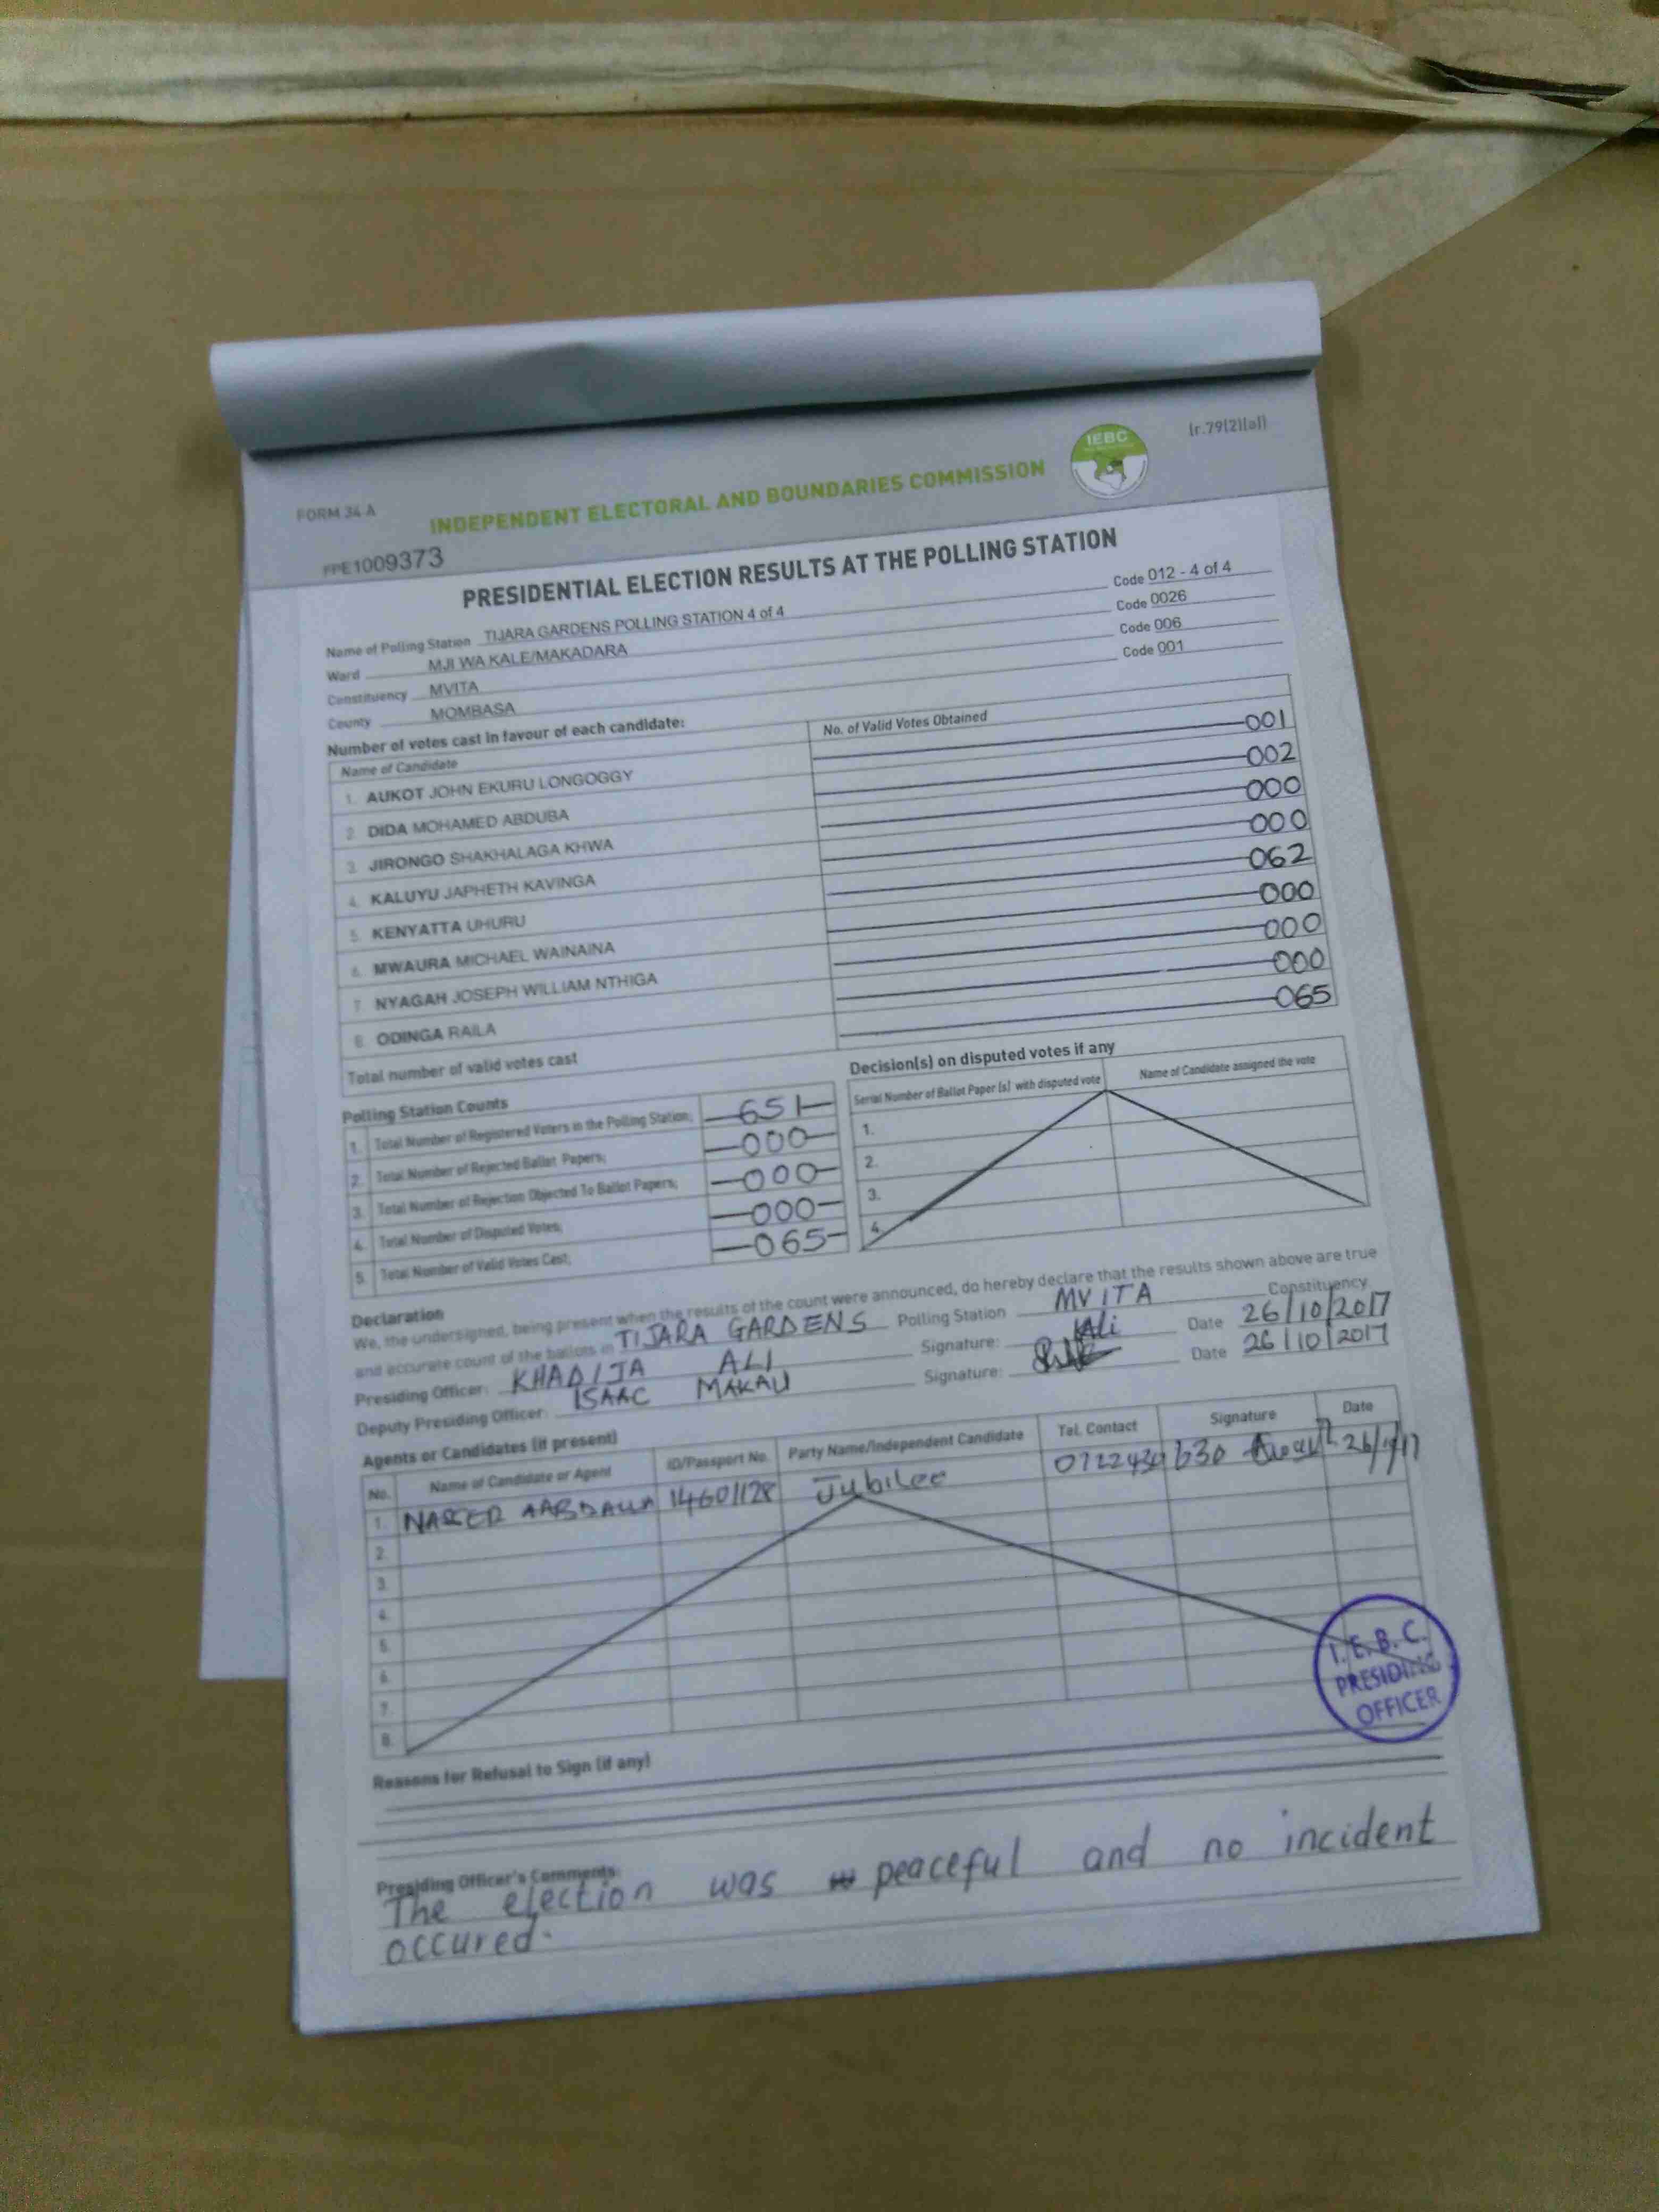 IEBC
(r.79(2)(a))
FORM 34 A
INDEPENDENT ELECTORAL AND BOUNDARIES COMMISSION
FPE1009373
PRESIDENTIAL ELECTION RESULTS AT THE POLLING STATION
Name of Polling Station TIJARA GARDENS POLLING STATION 4 of 4 Code 012 - 4 of 4
Ward MJI WA KALE/MAKADARA Code 0026
Constituency MVITA Code 006
County MOMBASA Code 001
Number of votes cast in favour of each candidate:
Name of Candidate No. of Valid Votes Obtained
1. AUKOT JOHN EKURU LONGOGGY 001
2. DIDA MOHAMED ABDUBA 002
3. JIRONGO SHAKHALAGA KHWA 000
4. KALUYU JAPHETH KAVINGA 000
5. KENYATTA UHURU 062
6. MWAURA MICHAEL WAINAINA 000
7. NYAGAH JOSEPH WILLIAM NTHIGA 000
8. ODINGA RAILA 000
Total number of valid votes cast 065
Polling Station Counts
1. Total Number of Registered Voters in the Polling Station; 651
2. Total Number of Rejected Ballot Papers; 000
3. Total Number of Rejection Objected To Ballot Papers; 000
4. Total Number of Disputed Votes; 000
5. Total Number of Valid Votes Cast; 065
Decision(s) on disputed votes if any
Serial Number of Ballot Paper (s) with disputed vote Name of Candidate assigned the vote
1.
2.
3.
4.
Declaration
We, the undersigned, being present when the results of the count were announced, do hereby declare that the results shown above are true
and accurate count of the ballots in TIJARA GARDENS Polling Station MVITA Constituency
Presiding Officer: KHADIJA ALI Signature: Ali Date 26/10/2017
Deputy Presiding Officer: ISAAC MAKAU Signature: Date 26/10/2017
Agents or Candidates (if present)
No. Name of Candidate or Agent ID/Passport No. Party Name/Independent Candidate Tel. Contact Signature Date
1. NASSER 14601128 Jubilee
2.
3.
4.
5.
6.
7.
8.
I.E.B.C.
PRESIDING
OFFICER
Reasons for Refusal to Sign (if any)
Presiding Officer's Comments:
The election was peaceful and no incident
occured.